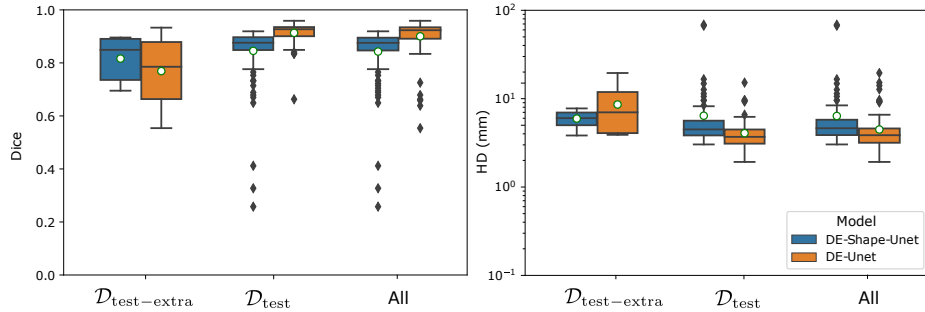 1.0
0.8
0.6
0.4
0.2
0.0
Dice
𝒟test−extra
𝒟test
All
10²
10¹
10⁰
10⁻¹
HD (mm)
Model
DE-Shape-Unet
DE-Unet
𝒟test−extra
𝒟test
All